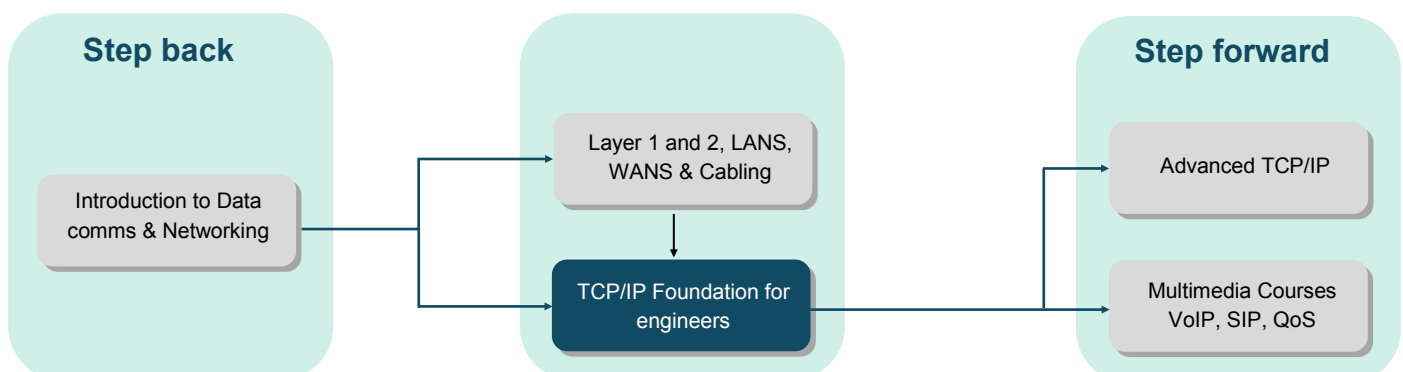 Step back
Introduction to Data
comms & Networking
Layer 1 and 2, LANS,
WANS & Cabling
TCP/IP Foundation for
engineers
Step forward
Advanced TCP/IP
Multimedia Courses
VoIP, SIP, QoS